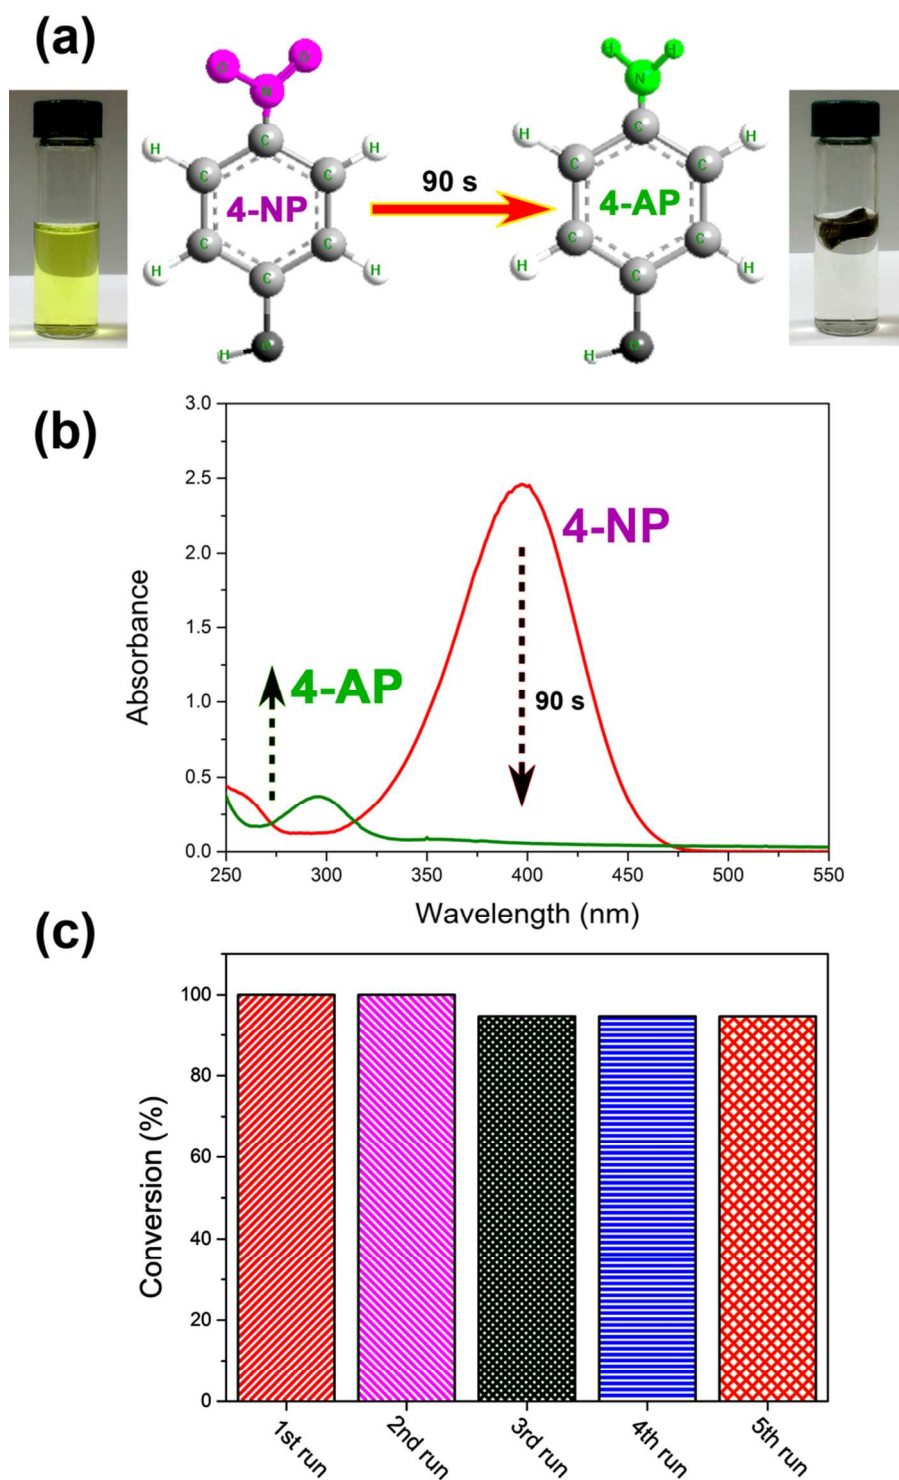 (a)
O O
N
C
H C C H
4-NP
C C
H C H
H O
90 s
H H
N
C
H C C H
4-AP
C C
H C H
H O
(b)
3.0
2.5
2.0
1.5
1.0
0.5
0.0
Absorbance
4-NP
4-AP
90 s
250 300 350 400 450 500 550
Wavelength (nm)
(c)
100
80
60
40
20
0
Conversion (%)
1st run
2nd run
3rd run
4th run
5th run